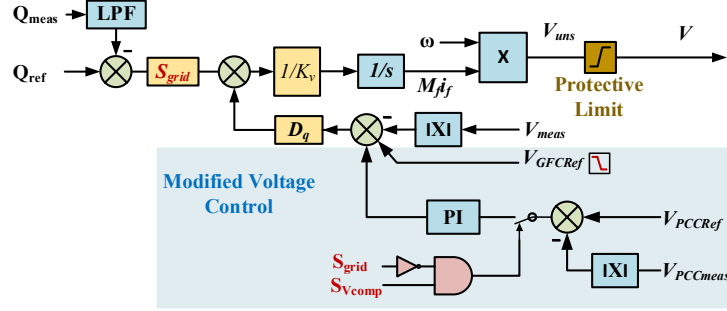 Q_meas
LPF
Q_ref
S_grid
1/K_v
1/s
ω
M_f i_f
X
V_uns
V
Protective
Limit
D_q
|X|
V_meas
V_GFCRef
Modified Voltage
Control
PI
V_PCCRef
S_grid
S_Vcomp
|X|
V_PCCmeas